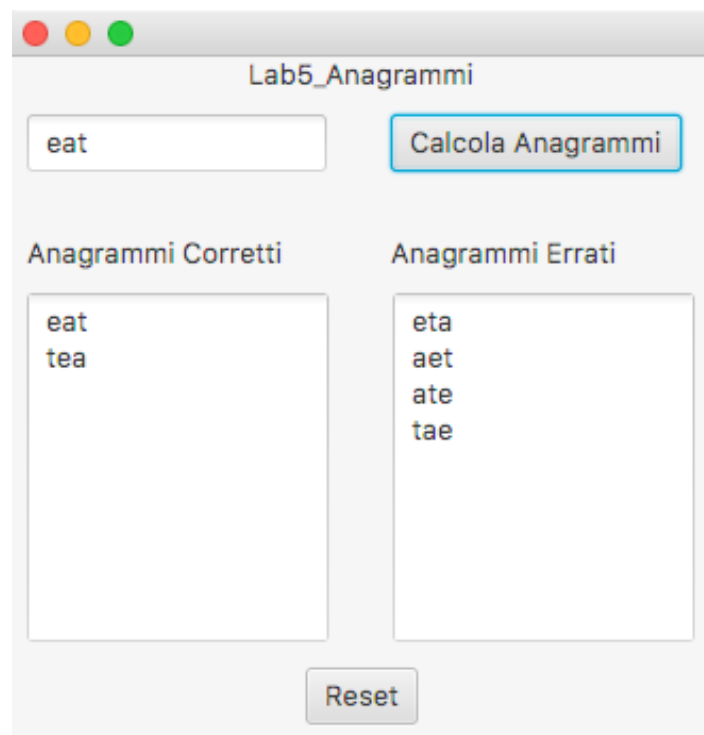 Lab5_Anagrammi
eat
Calcola Anagrammi
Anagrammi Corretti
Anagrammi Errati
eat
tea
eta
aet
ate
tae
Reset